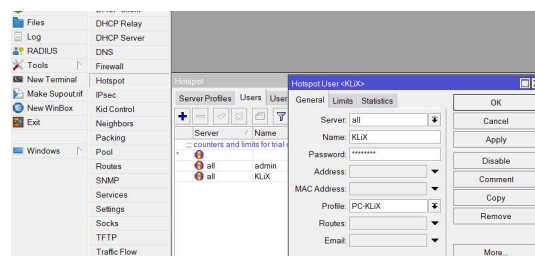 Files
Log
RADIUS
Tools
New Terminal
Make Supout.rif
New WinBox
Exit
Windows
DHCP Relay
DHCP Server
DNS
Firewall
Hotspot
IPsec
Kid Control
Neighbors
Packing
Pool
Routes
SNMP
Services
Settings
Socks
TFTP
Traffic Flow
Hotspot
Server Profiles Users User
Server / Name
;;; counters and limits for trial
*
all admin
all KLiX
Hotspot User <KLiX>
General Limits Statistics
Server: all
Name: KLiX
Password: ********
Address:
MAC Address:
Profile: PC-KLiX
Routes:
Email:
OK
Cancel
Apply
Disable
Comment
Copy
Remove
More...